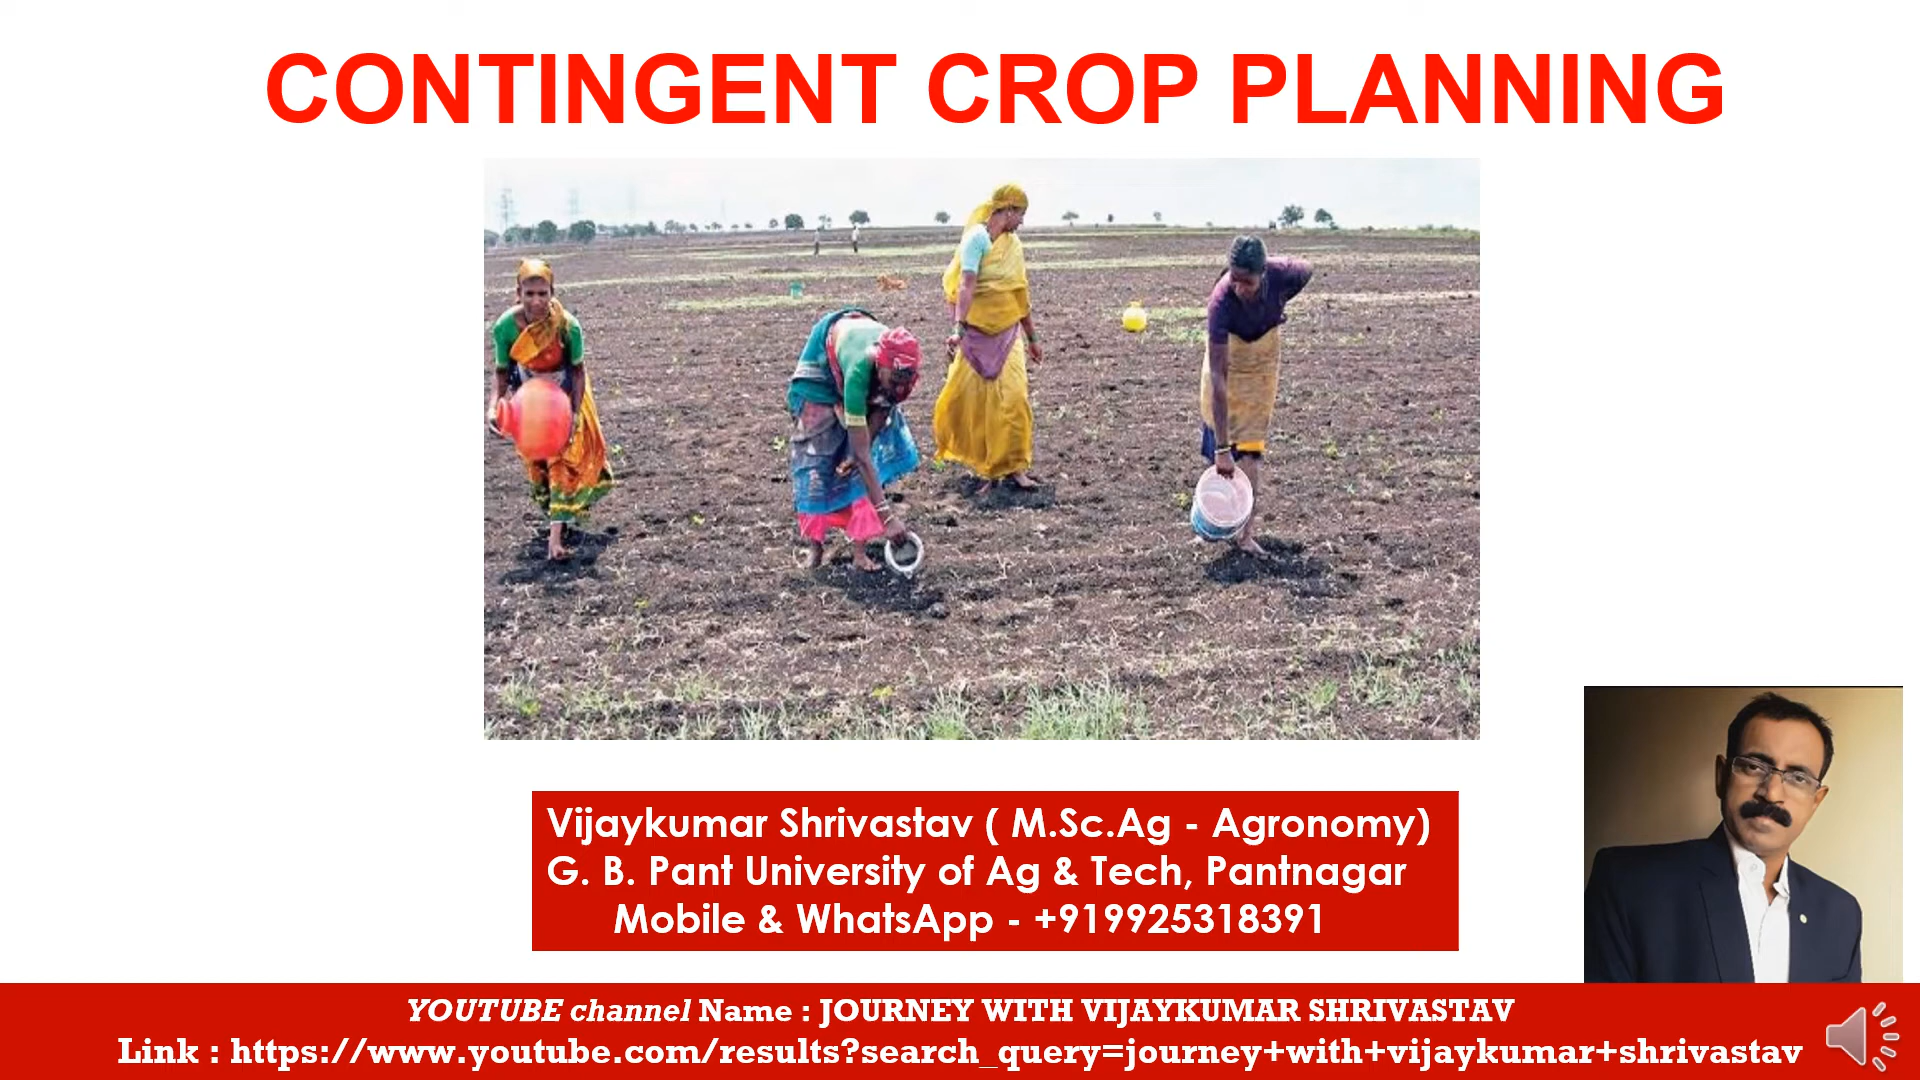 CONTINGENT CROP PLANNING
Vijaykumar Shrivastav ( M.Sc.Ag - Agronomy)
G. B. Pant University of Ag & Tech, Pantnagar
Mobile & WhatsApp - +919925318391
YOUTUBE channel Name : JOURNEY WITH VIJAYKUMAR SHRIVASTAV
Link : https://www.youtube.com/results?search_query=journey+with+vijaykumar+shrivastav